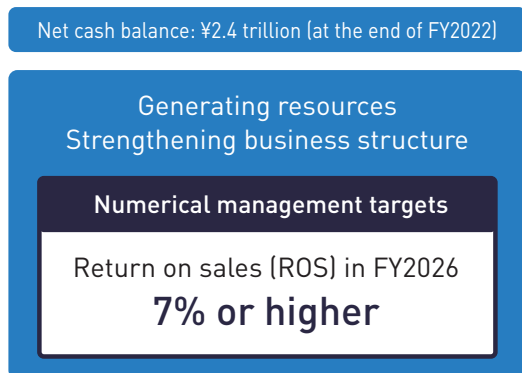 Net cash balance: ¥2.4 trillion (at the end of FY2022)
Generating resources
Strengthening business structure
Numerical management targets
Return on sales (ROS) in FY2026
7% or higher